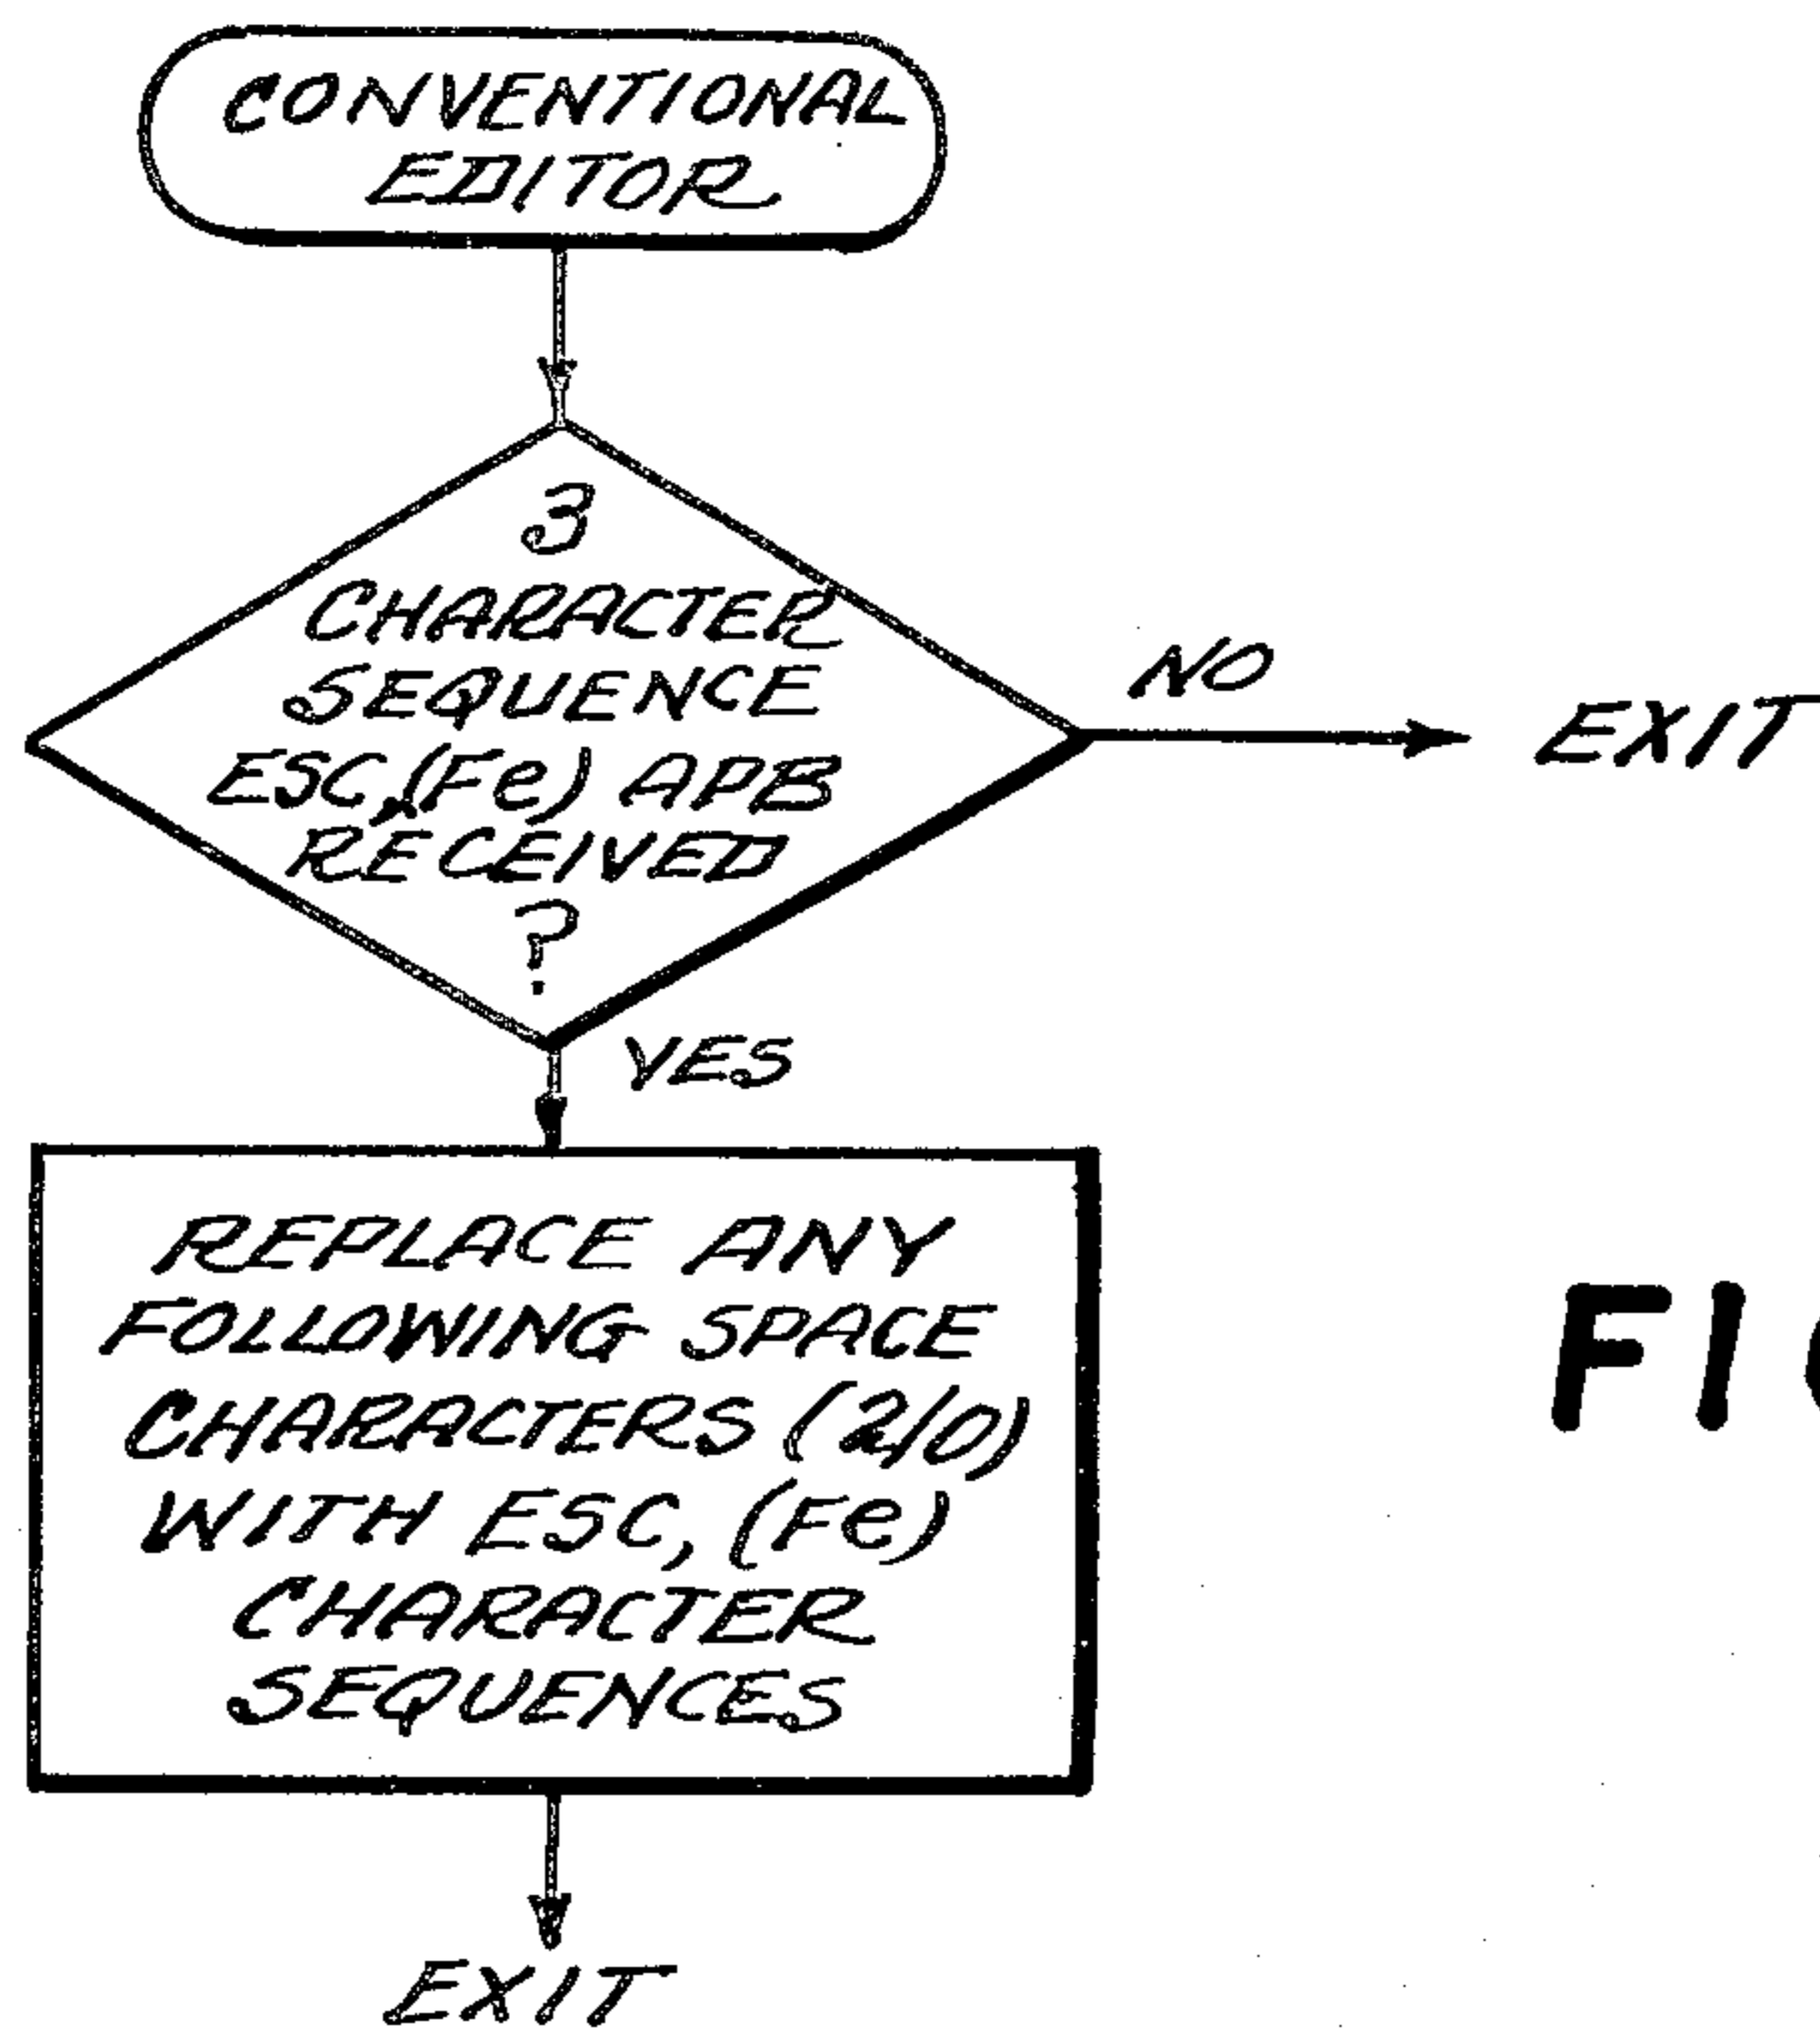 CONVENTIONAL
EDITOR
3
CHARACTER
SEQUENCE
ESC,(Fe) APB
RECEIVED
?
NO
EXIT
YES
REPLACE ANY
FOLLOWING SPACE
CHARACTERS (2/0)
WITH ESC, (Fe)
CHARACTER
SEQUENCES
EXIT